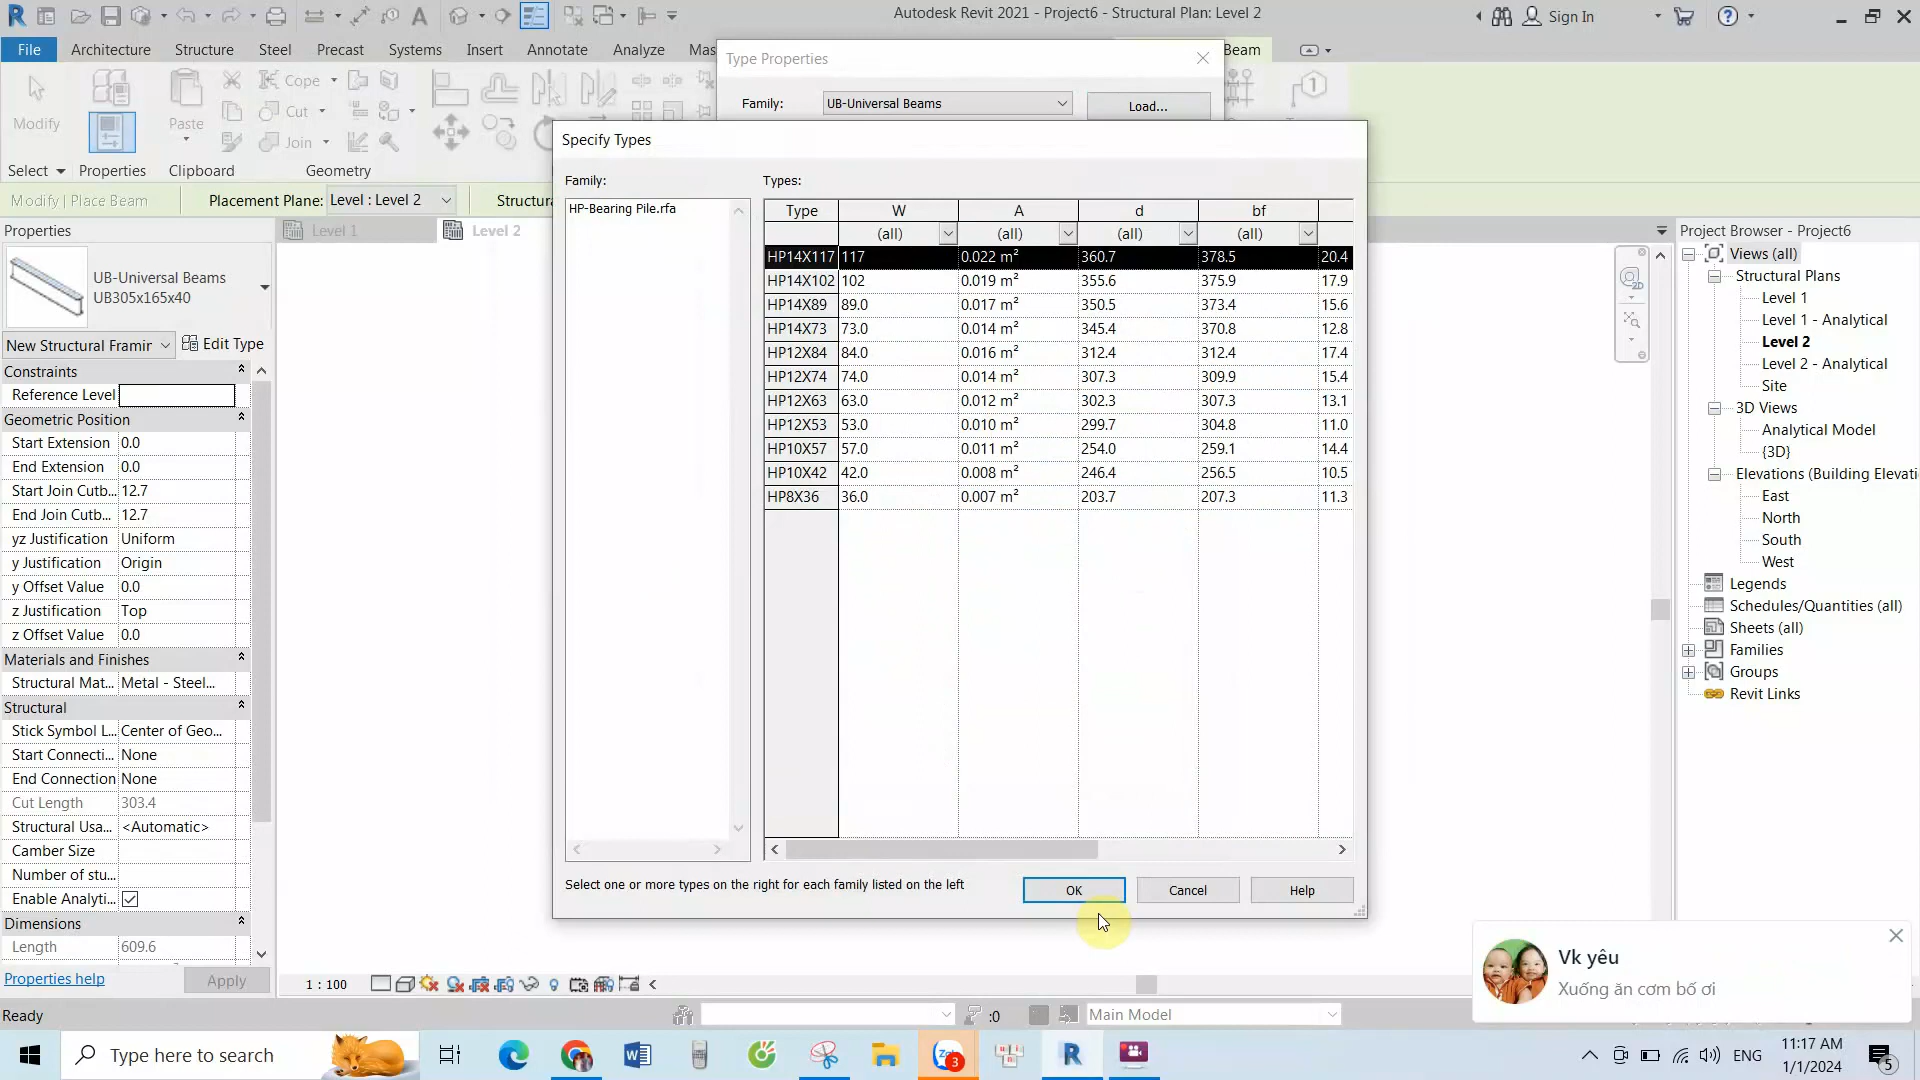 Autodesk Revit 2021 - Project6 - Structural Plan: Level 2
Sign In
File
Architecture
Structure
Steel
Precast
Systems
Insert
Annotate
Analyze
Beam
Modify
Paste
Cope
Cut
Join
Select
Properties
Clipboard
Geometry
Type Properties
Family:
UB-Universal Beams
Load...
Modify | Place Beam
Placement Plane:
Level : Level 2
Level 1
Level 2
Properties
UB-Universal Beams
UB305x165x40
Edit Type
Constraints
Reference Level
Geometric Position
Start Extension 0.0
End Extension 0.0
Start Join Cutb... 12.7
End Join Cutb... 12.7
yz Justification Uniform
y Justification Origin
y Offset Value 0.0
z Justification Top
z Offset Value 0.0
Materials and Finishes
Structural Mat... Metal - Steel...
Structural
Stick Symbol L... Center of Geo...
Start Connecti... None
End Connection None
Cut Length 303.4
Structural Usa... <Automatic>
Camber Size
Number of stu...
Enable Analyti...
Dimensions
Length 609.6
Properties help
Apply
Specify Types
Family:
Types:
HP-Bearing Pile.rfa
Type W A d bf
(all) (all) (all) (all)
HP14X117 117 0.022 m² 360.7 378.5 20.4
HP14X102 102 0.019 m² 355.6 375.9 17.9
HP14X89 89.0 0.017 m² 350.5 373.4 15.6
HP14X73 73.0 0.014 m² 345.4 370.8 12.8
HP12X84 84.0 0.016 m² 312.4 312.4 17.4
HP12X74 74.0 0.014 m² 307.3 309.9 15.4
HP12X63 63.0 0.012 m² 302.3 307.3 13.1
HP12X53 53.0 0.010 m² 299.7 304.8 11.0
HP10X57 57.0 0.011 m² 254.0 259.1 14.4
HP10X42 42.0 0.008 m² 246.4 256.5 10.5
HP8X36 36.0 0.007 m² 203.7 207.3 11.3
Select one or more types on the right for each family listed on the left
OK
Cancel
Help
Project Browser - Project6
Views (all)
Structural Plans
Level 1
Level 1 - Analytical
Level 2
Level 2 - Analytical
Site
3D Views
Analytical Model
{3D}
Elevations (Building Elevati
East
North
South
West
Legends
Schedules/Quantities (all)
Sheets (all)
Families
Groups
Revit Links
1 : 100
Ready
:0
Main Model
Vk yêu
Xuống ăn cơm bố ơi
Type here to search
3
ENG
11:17 AM
1/1/2024
5